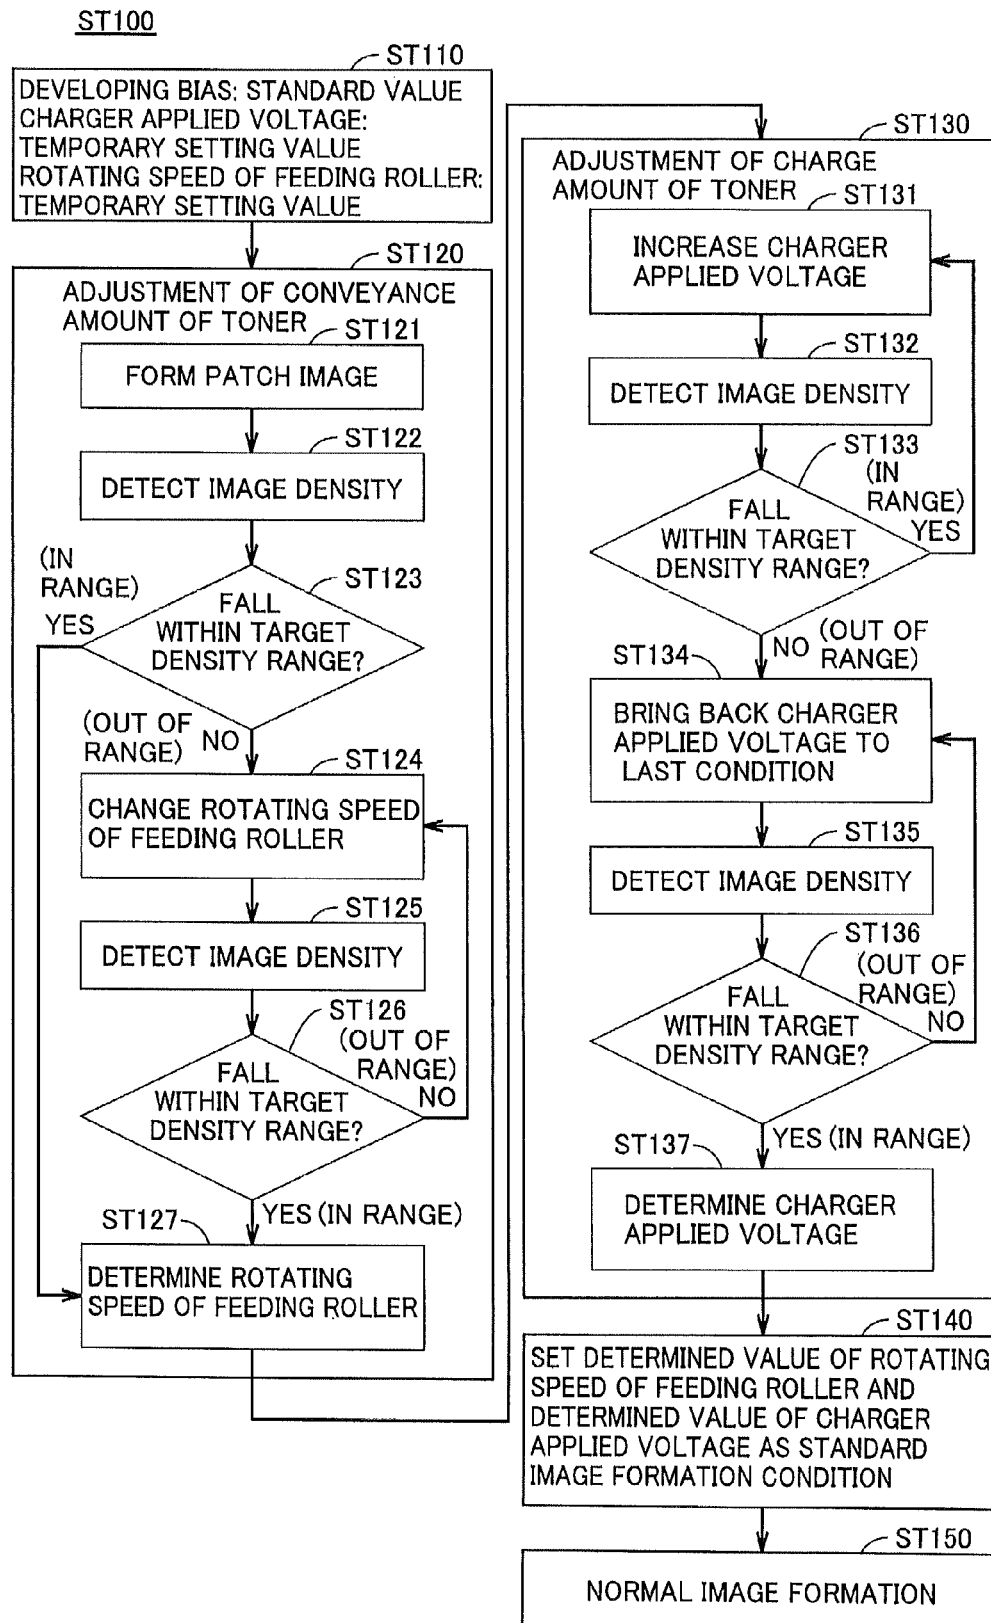 ST100
ST110
DEVELOPING BIAS: STANDARD VALUE
CHARGER APPLIED VOLTAGE:
TEMPORARY SETTING VALUE
ROTATING SPEED OF FEEDING ROLLER:
TEMPORARY SETTING VALUE
ST120
ADJUSTMENT OF CONVEYANCE
AMOUNT OF TONER
ST121
FORM PATCH IMAGE
ST122
DETECT IMAGE DENSITY
(IN
RANGE)
YES
ST123
FALL
WITHIN TARGET
DENSITY RANGE?
(OUT OF
RANGE)
NO
ST124
CHANGE ROTATING SPEED
OF FEEDING ROLLER
ST125
DETECT IMAGE DENSITY
ST126
(OUT OF
RANGE)
NO
FALL
WITHIN TARGET
DENSITY RANGE?
YES (IN RANGE)
ST127
DETERMINE ROTATING
SPEED OF FEEDING ROLLER
ST130
ADJUSTMENT OF CHARGE
AMOUNT OF TONER
ST131
INCREASE CHARGER
APPLIED VOLTAGE
ST132
DETECT IMAGE DENSITY
ST133
(IN
RANGE)
YES
FALL
WITHIN TARGET
DENSITY RANGE?
NO
(OUT OF
RANGE)
ST134
BRING BACK CHARGER
APPLIED VOLTAGE TO
LAST CONDITION
ST135
DETECT IMAGE DENSITY
ST136
(OUT OF
RANGE)
NO
FALL
WITHIN TARGET
DENSITY RANGE?
YES (IN RANGE)
ST137
DETERMINE CHARGER
APPLIED VOLTAGE
ST140
SET DETERMINED VALUE OF ROTATING
SPEED OF FEEDING ROLLER AND
DETERMINED VALUE OF CHARGER
APPLIED VOLTAGE AS STANDARD
IMAGE FORMATION CONDITION
ST150
NORMAL IMAGE FORMATION